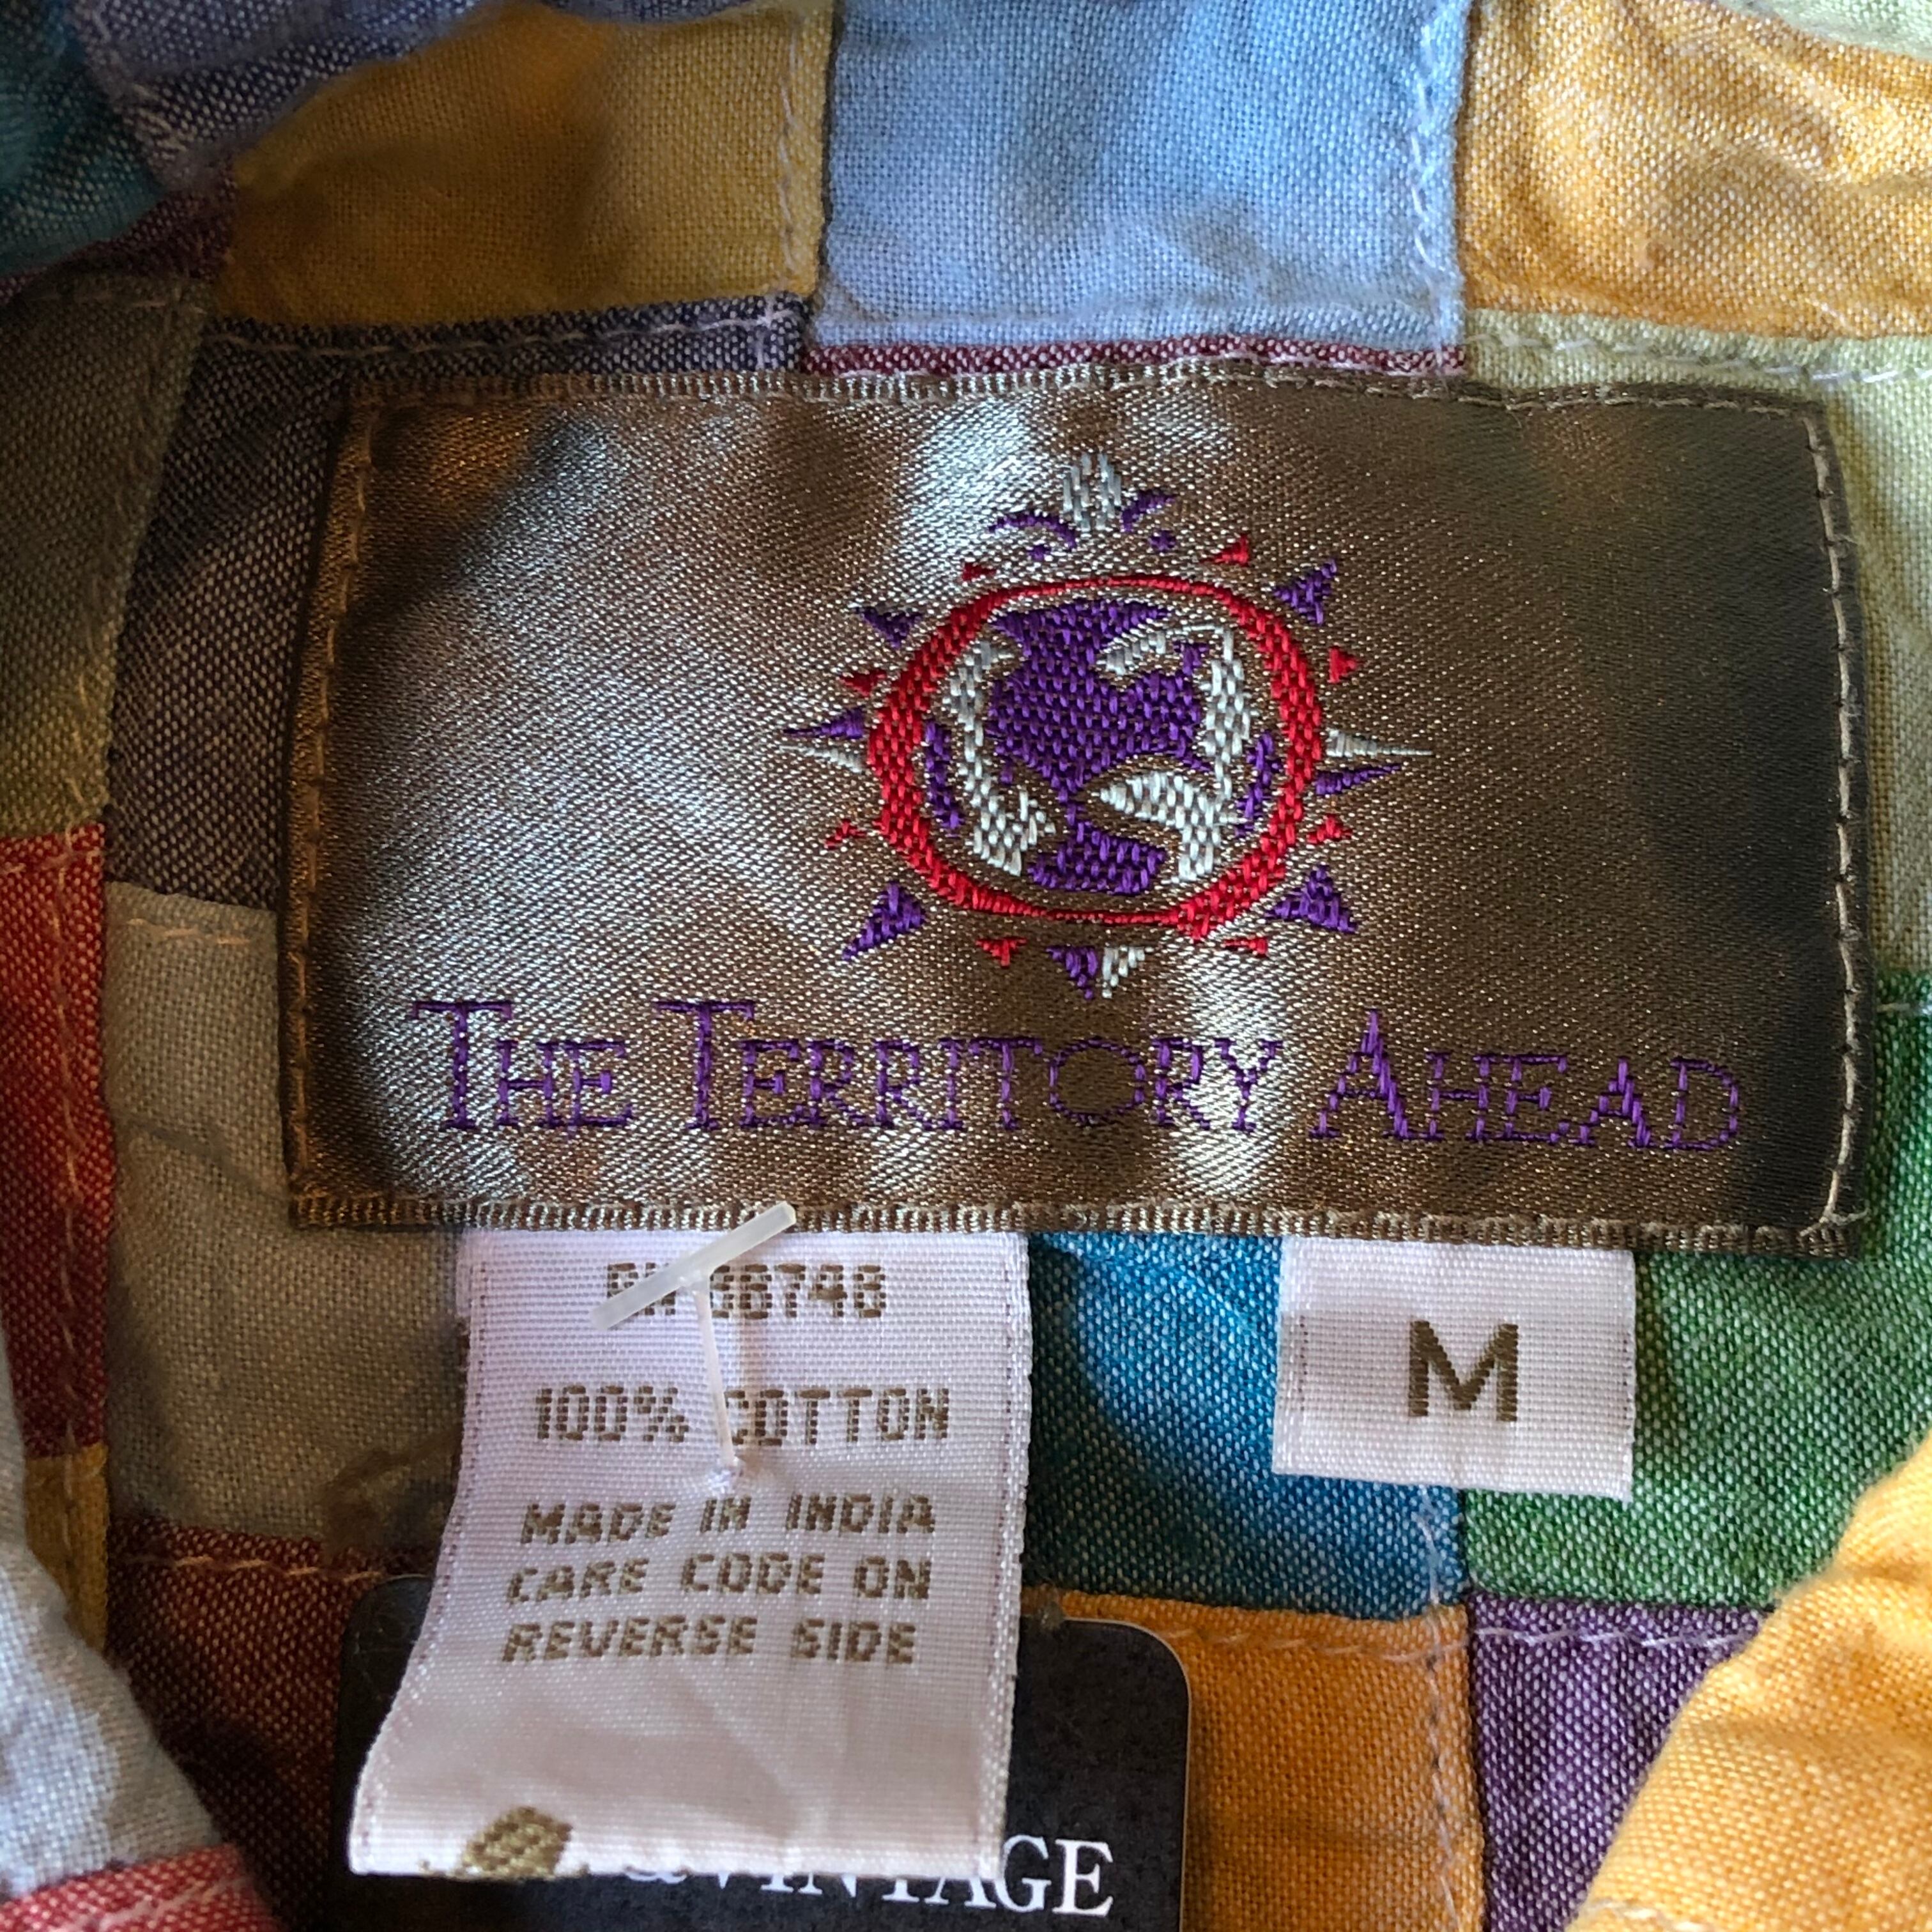 THE TERRITORY AHEAD
100% COTTON
M
MADE IN INDIA
CARE CODE ON
REVERSE SIDE
VINTAGE